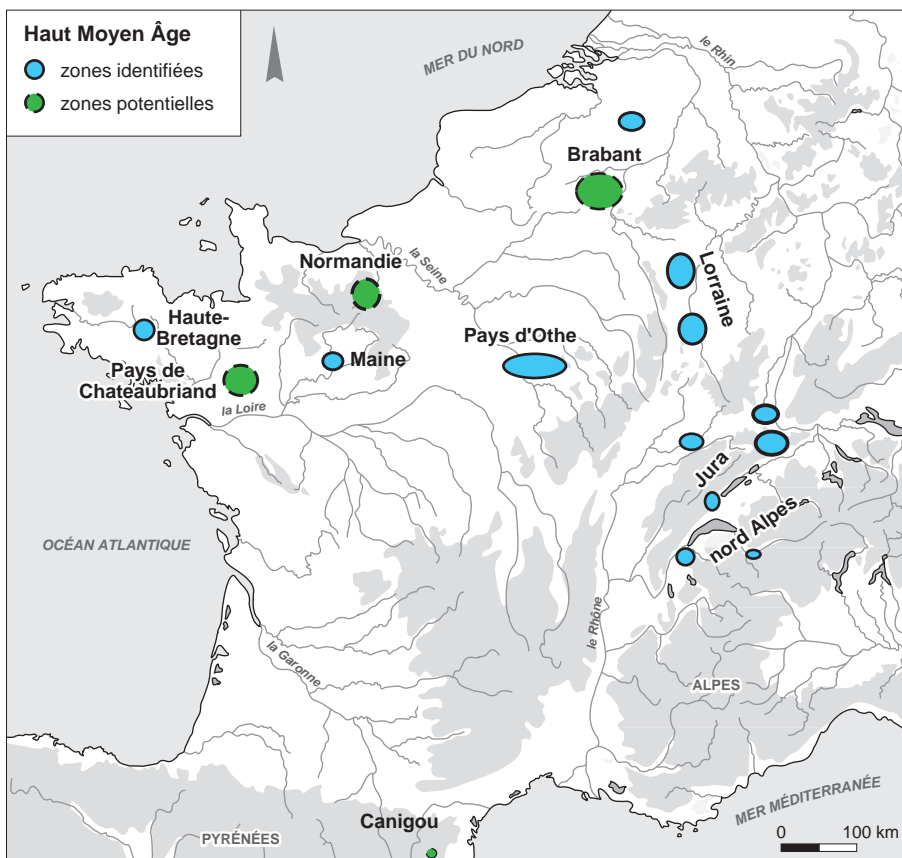 Haut Moyen Âge
zones identifiées
zones potentielles
MER DU NORD
le Rhin
Brabant
la Seine
Normandie
Lorraine
Haute-
Bretagne
Maine
Pays d'Othe
Pays de
Chateaubriand
la Loire
Jura
nord Alpes
OCÉAN ATLANTIQUE
le Rhône
la Garonne
ALPES
MER MÉDITERRANÉE
Canigou
PYRÉNÉES
0 100 km